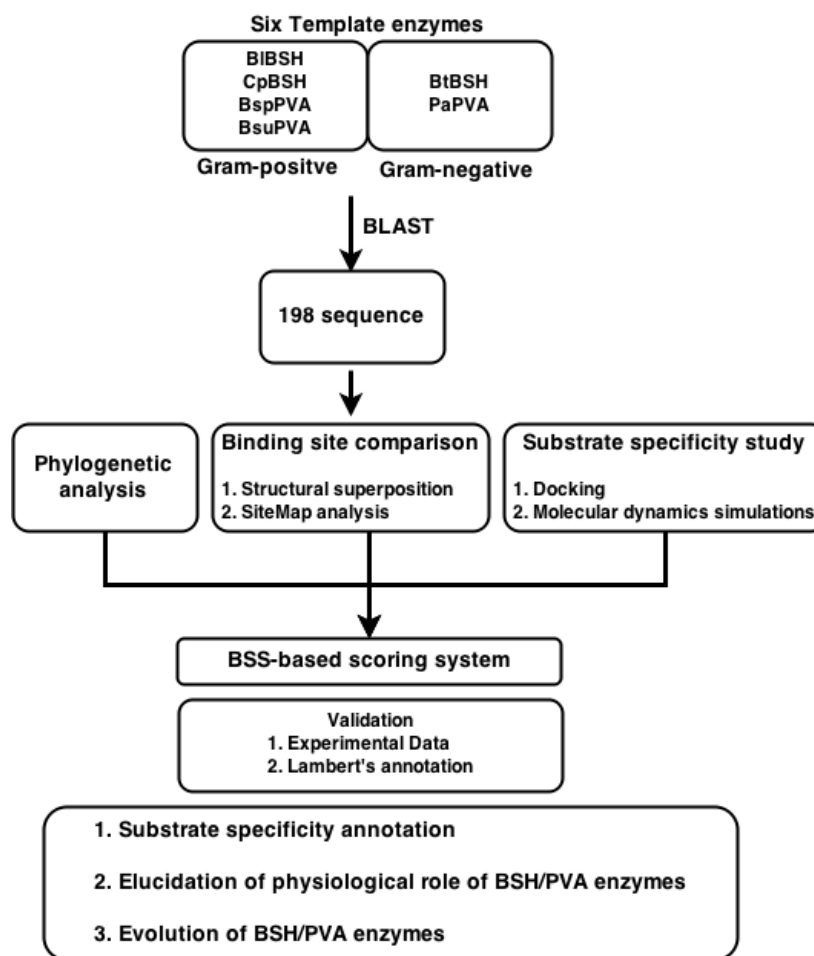 Six Template enzymes
BlBSH
CpBSH
BspPVA
BsuPVA
BtBSH
PaPVA
Gram-positve
Gram-negative
BLAST
198 sequence
Phylogenetic
analysis
Binding site comparison
1. Structural superposition
2. SiteMap analysis
Substrate specificity study
1. Docking
2. Molecular dynamics simulations
BSS-based scoring system
Validation
1. Experimental Data
2. Lambert's annotation
1. Substrate specificity annotation
2. Elucidation of physiological role of BSH/PVA enzymes
3. Evolution of BSH/PVA enzymes